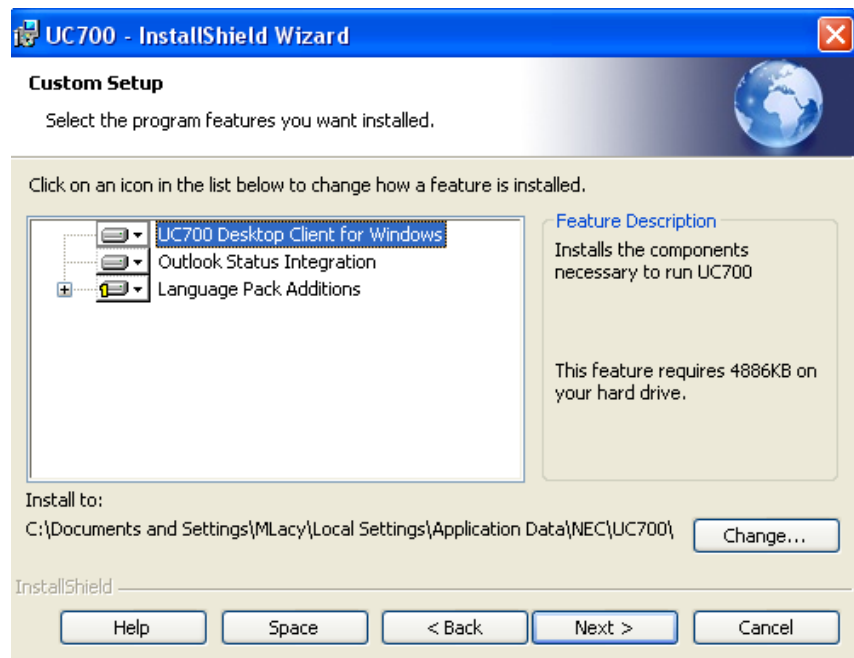 UC700 - InstallShield Wizard
Custom Setup
Select the program features you want installed.
Click on an icon in the list below to change how a feature is installed.
UC700 Desktop Client for Windows
Outlook Status Integration
Language Pack Additions
Feature Description
Installs the components
necessary to run UC700
This feature requires 4886KB on
your hard drive.
Install to:
C:\Documents and Settings\MLacy\Local Settings\Application Data\NEC\UC700\
Change...
InstallShield
Help
Space
< Back
Next >
Cancel